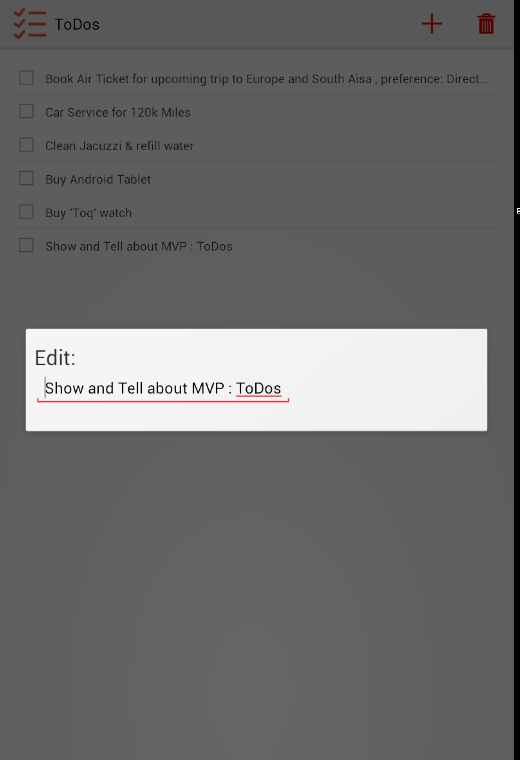 ToDos
Book Air Ticket for upcoming trip to Europe and South Aisa , preference: Direct...
Car Service for 120k Miles
Clean Jacuzzi & refill water
Buy Android Tablet
Buy 'Toq' watch
Show and Tell about MVP : ToDos
Edit:
Show and Tell about MVP : ToDos